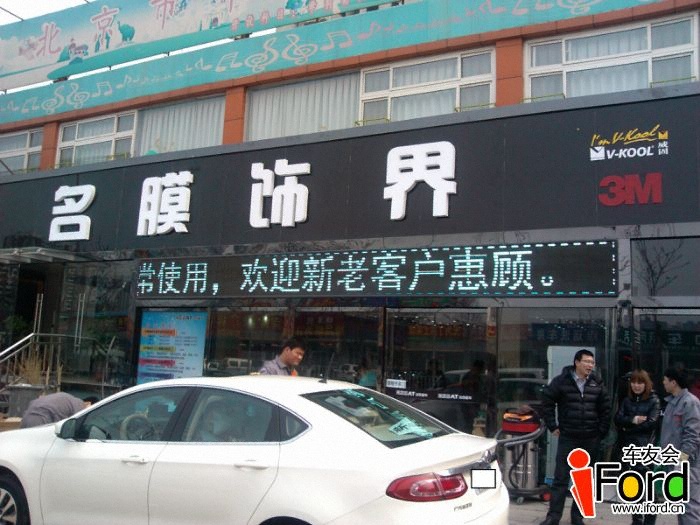 北京市
名膜饰界
I'm V-Kool
V-KOOL 威固
3M
常使用，欢迎新老客户惠顾。
车友会
iFord
www.iford.cn